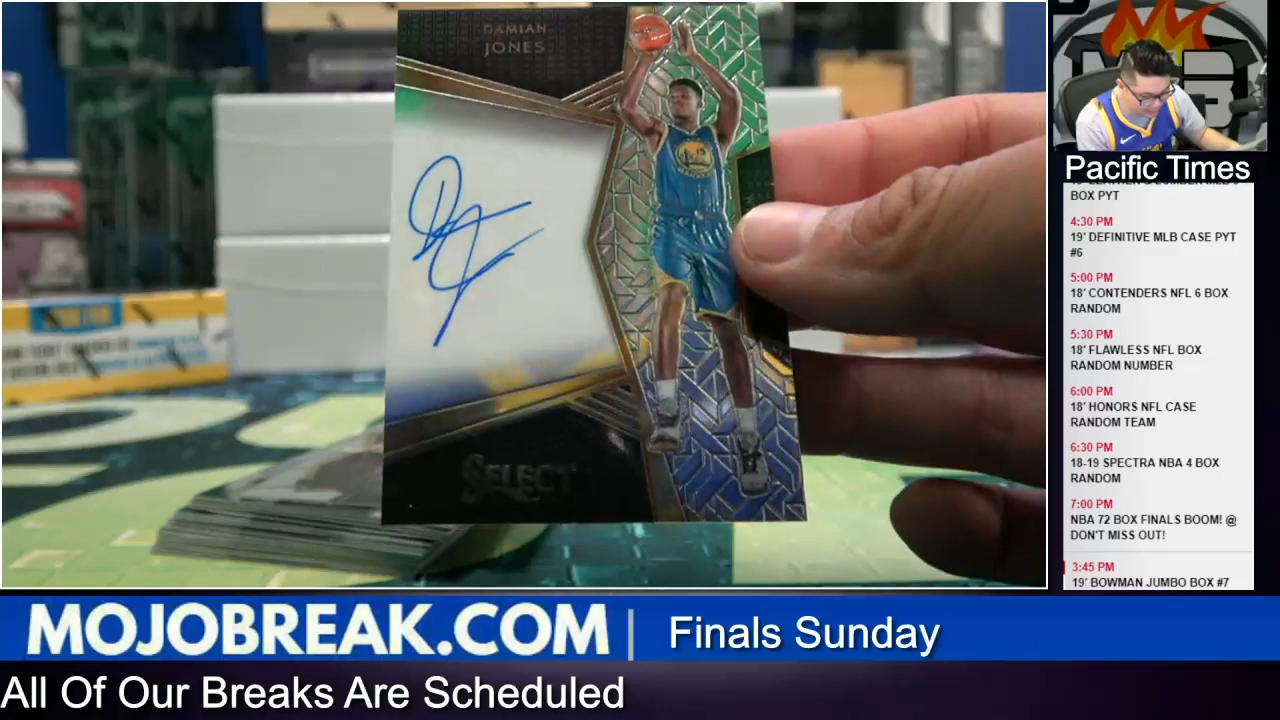 DAMIAN
JONES
15
SELECT
Pacific Times
BOX PYT
4:30 PM
19' DEFINITIVE MLB CASE PYT
#6
5:00 PM
18' CONTENDERS NFL 6 BOX
RANDOM
5:30 PM
18' FLAWLESS NFL BOX
RANDOM NUMBER
6:00 PM
18' HONORS NFL CASE
RANDOM TEAM
6:30 PM
18-19 SPECTRA NBA 4 BOX
RANDOM
7:00 PM
NBA 72 BOX FINALS BOOM! @
DON'T MISS OUT!
3:45 PM
19' BOWMAN JUMBO BOX #7
MOJOBREAK.COM | Finals Sunday
All Of Our Breaks Are Scheduled